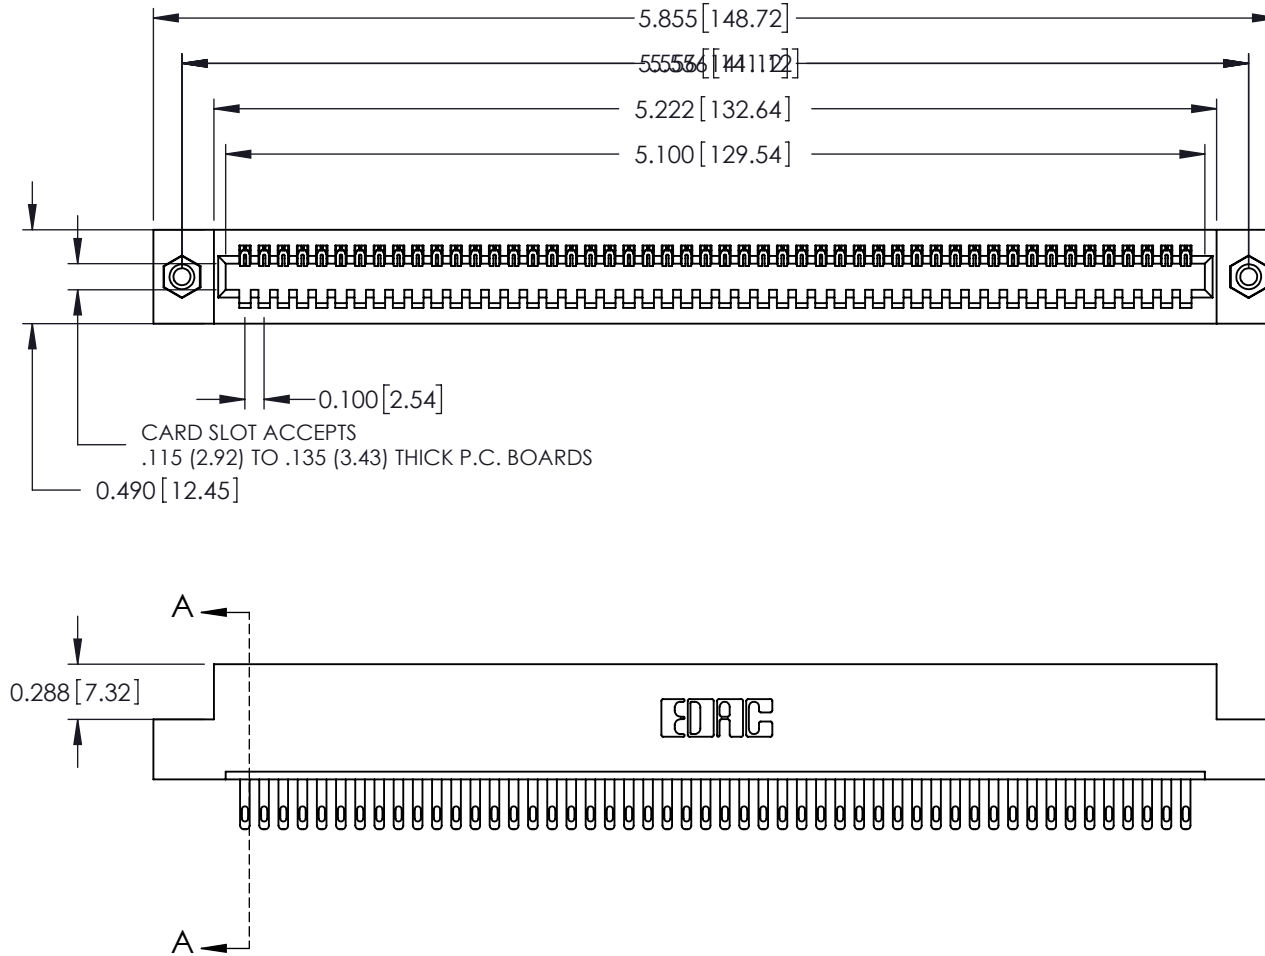 5.855[148.72]
5.222[132.64]
5.100[129.54]
0.100[2.54]
CARD SLOT ACCEPTS
.115 (2.92) TO .135 (3.43) THICK P.C. BOARDS
0.490[12.45]
A
0.288[7.32]
EDAC
A